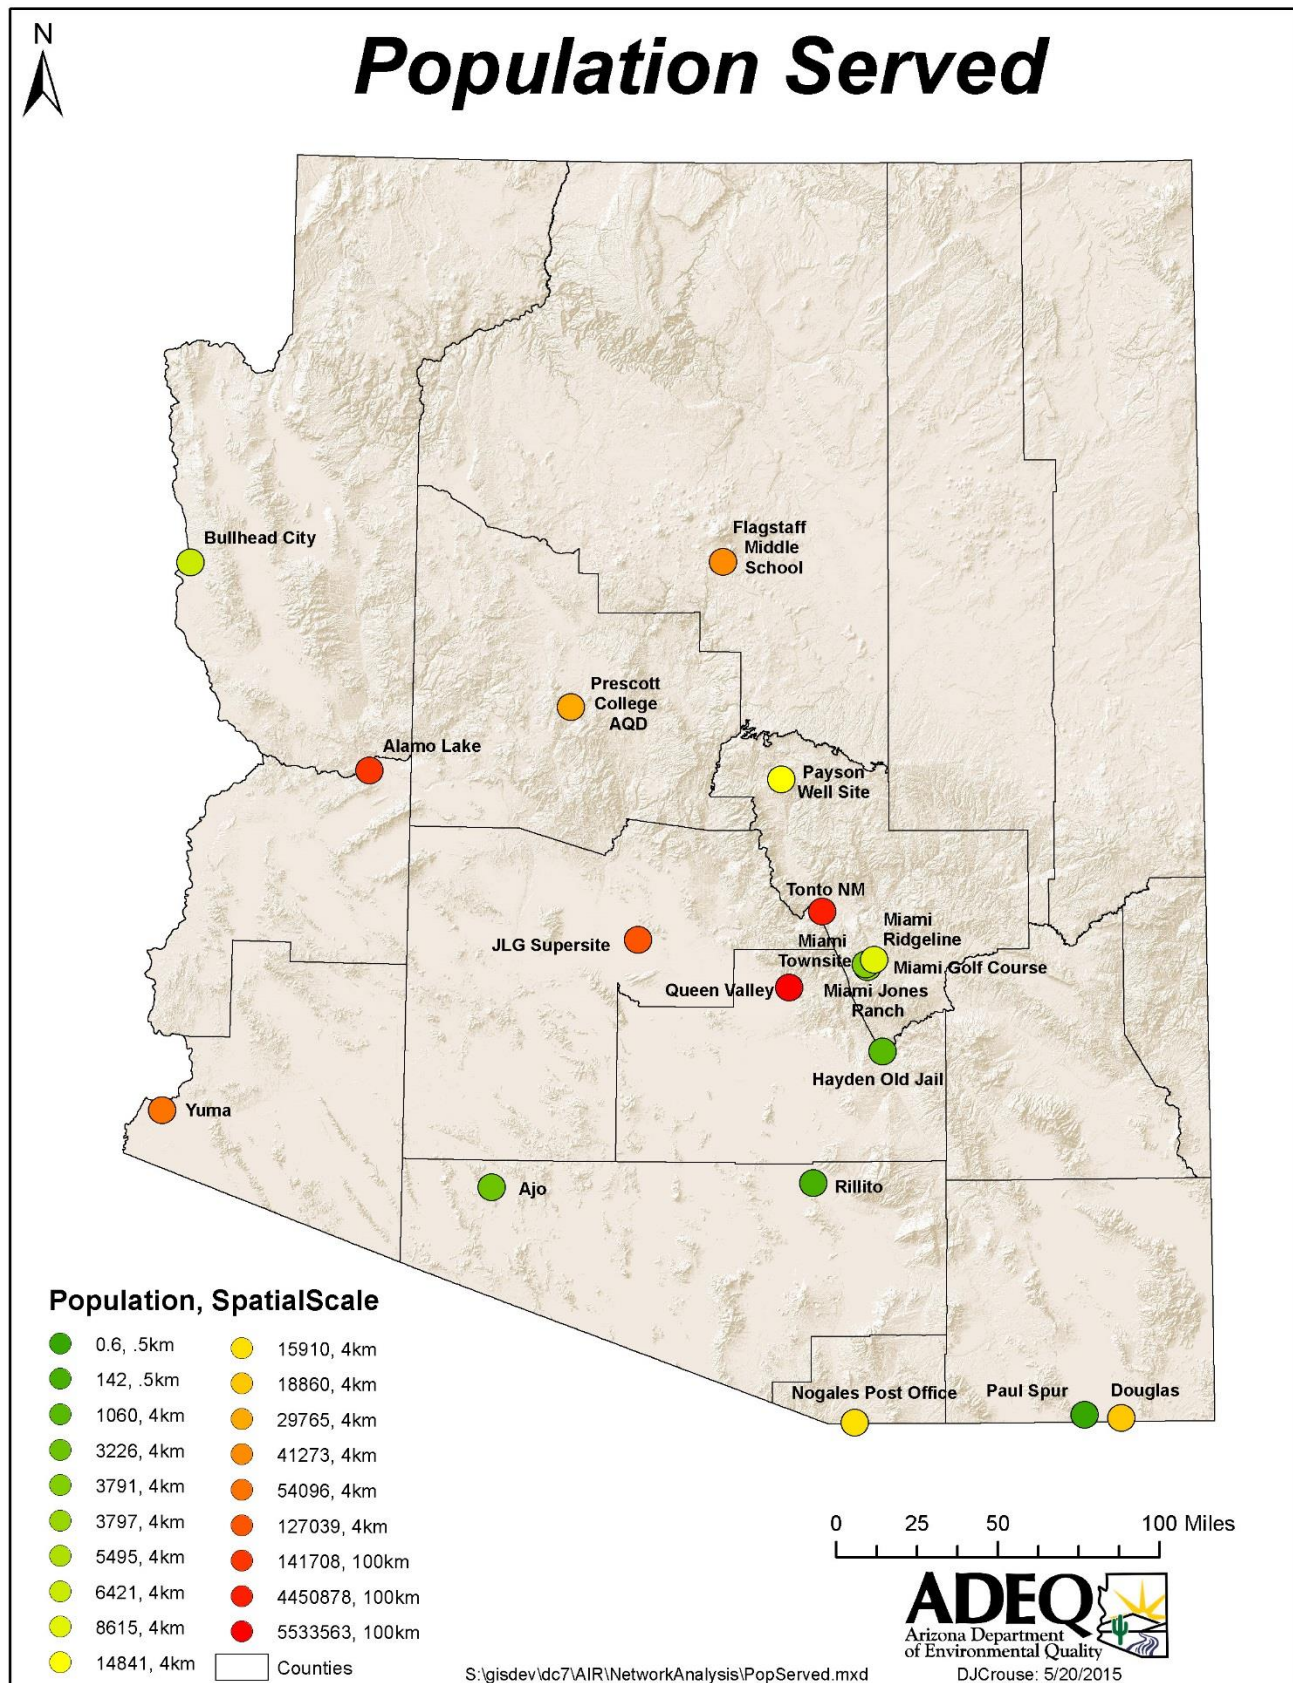 N
Population Served
Bullhead City
Flagstaff
Middle
School
Prescott
College
AQD
Alamo Lake
Payson
Well Site
Tonto NM
JLG Supersite
Miami
Ridgeline
Miami
Townsite
Miami Golf Course
Queen Valley
Miami Jones
Ranch
Hayden Old Jail
Yuma
Ajo
Rillito
Nogales Post Office
Paul Spur
Douglas
Population, SpatialScale
0.6, .5km
142, .5km
1060, 4km
3226, 4km
3791, 4km
3797, 4km
5495, 4km
6421, 4km
8615, 4km
14841, 4km
15910, 4km
18860, 4km
29765, 4km
41273, 4km
54096, 4km
127039, 4km
141708, 100km
4450878, 100km
5533563, 100km
Counties
0 25 50 100 Miles
ADEQ
Arizona Department
of Environmental Quality
S:\gisdev\dc7\AIR\NetworkAnalysis\PopServed.mxd
DJCrouse: 5/20/2015